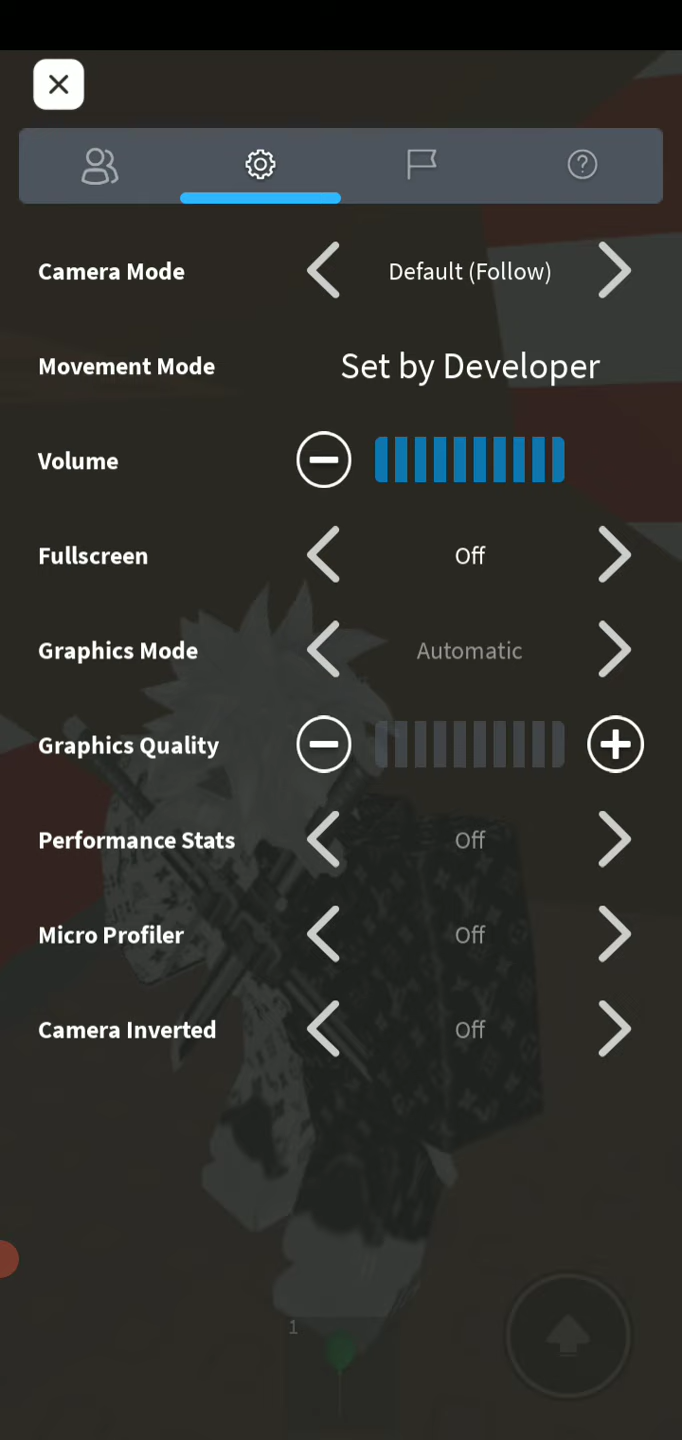 Camera Mode
Default (Follow)
Movement Mode
Set by Developer
Volume
Fullscreen
Off
Graphics Mode
Automatic
Graphics Quality
Performance Stats
Off
Micro Profiler
Off
Camera Inverted
Off
1